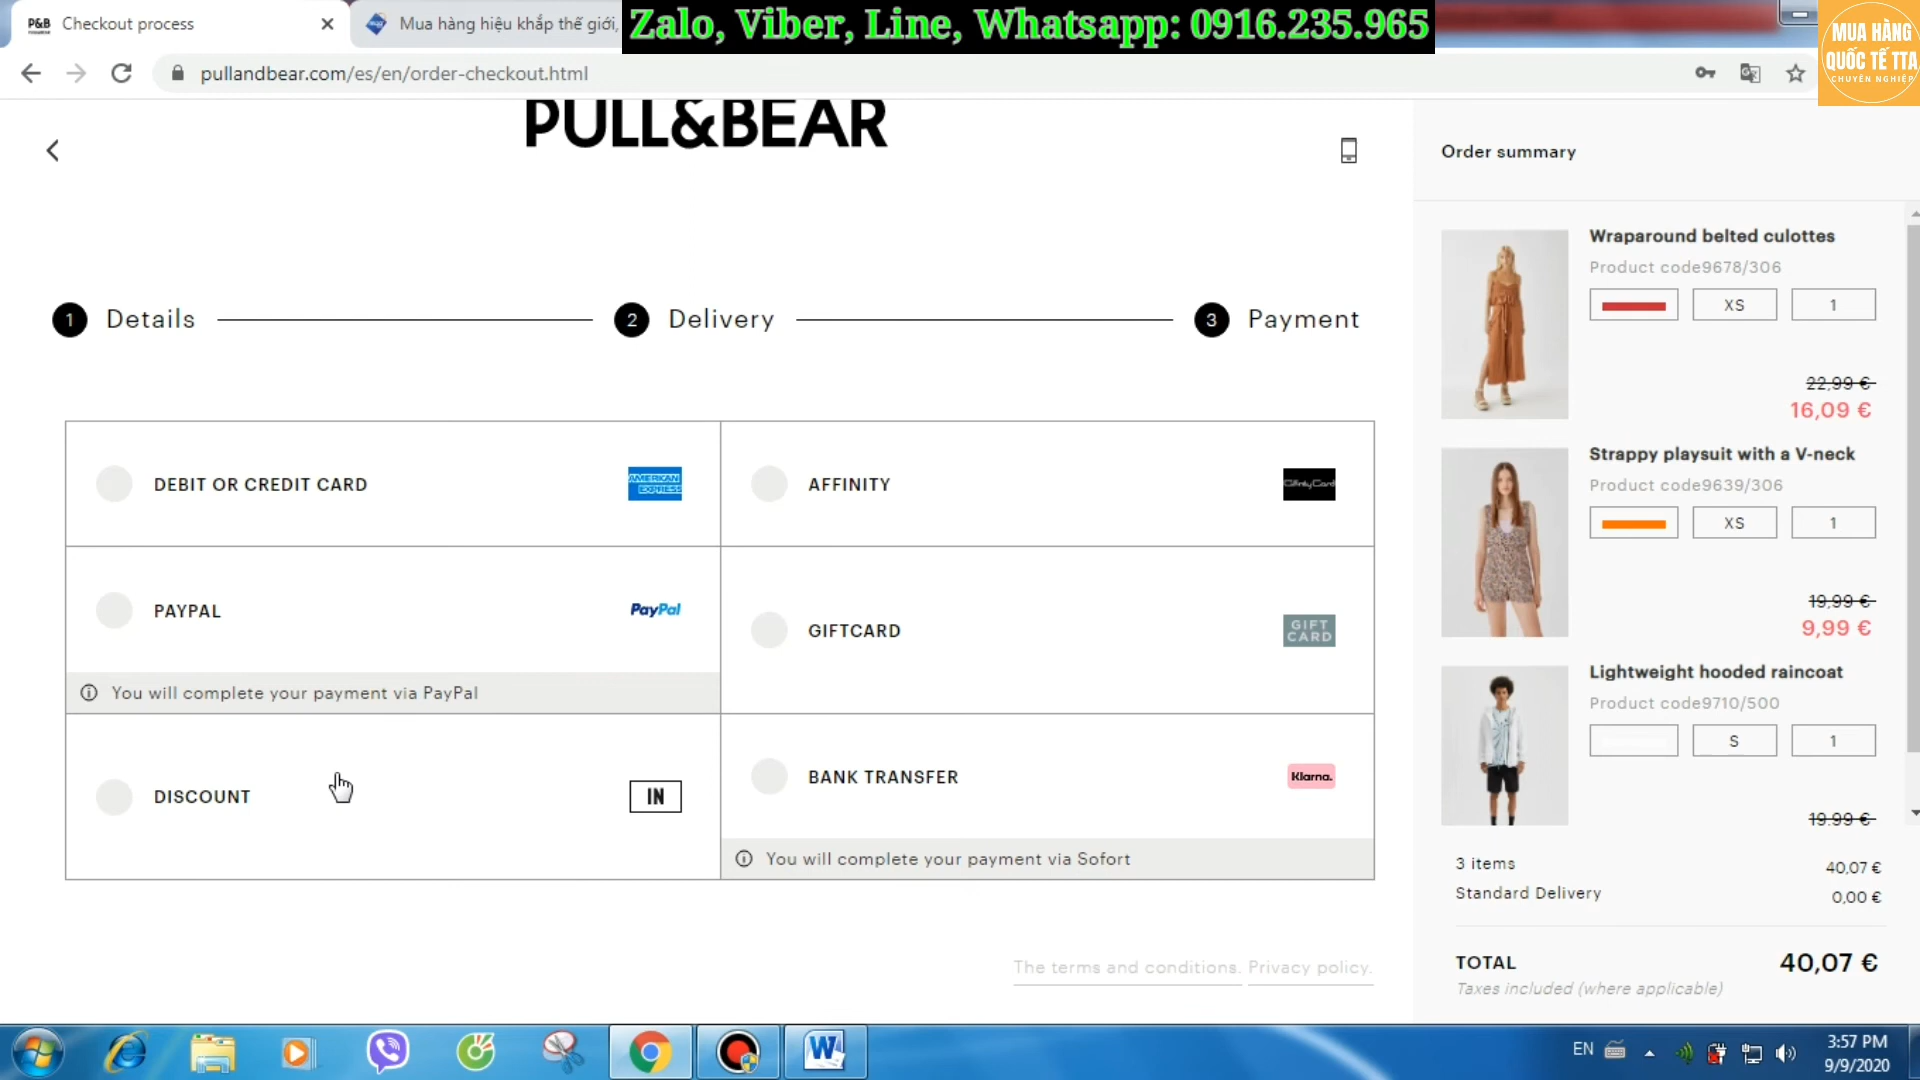 P&B Checkout process
Mua hàng hiệu khắp thế giới,
Zalo, Viber, Line, Whatsapp: 0916.235.965
MUA HÀNG
QUỐC TẾ TTA
CHUYÊN NGHIỆP
pullandbear.com/es/en/order-checkout.html
PULL&BEAR
1 Details
2 Delivery
3 Payment
DEBIT OR CREDIT CARD
AMERICAN
EXPRESS
AFFINITY
AffinityCard
PAYPAL
PayPal
You will complete your payment via PayPal
GIFTCARD
GIFT
CARD
DISCOUNT
IN
BANK TRANSFER
Klarna.
You will complete your payment via Sofort
The terms and conditions. Privacy policy.
Order summary
Wraparound belted culottes
Product code9678/306
XS 1
22,99 €
16,09 €
Strappy playsuit with a V-neck
Product code9639/306
XS 1
19,99 €
9,99 €
Lightweight hooded raincoat
Product code9710/500
S 1
19,99 €
3 items 40,07 €
Standard Delivery 0,00 €
TOTAL 40,07 €
Taxes included (where applicable)
EN
3:57 PM
9/9/2020